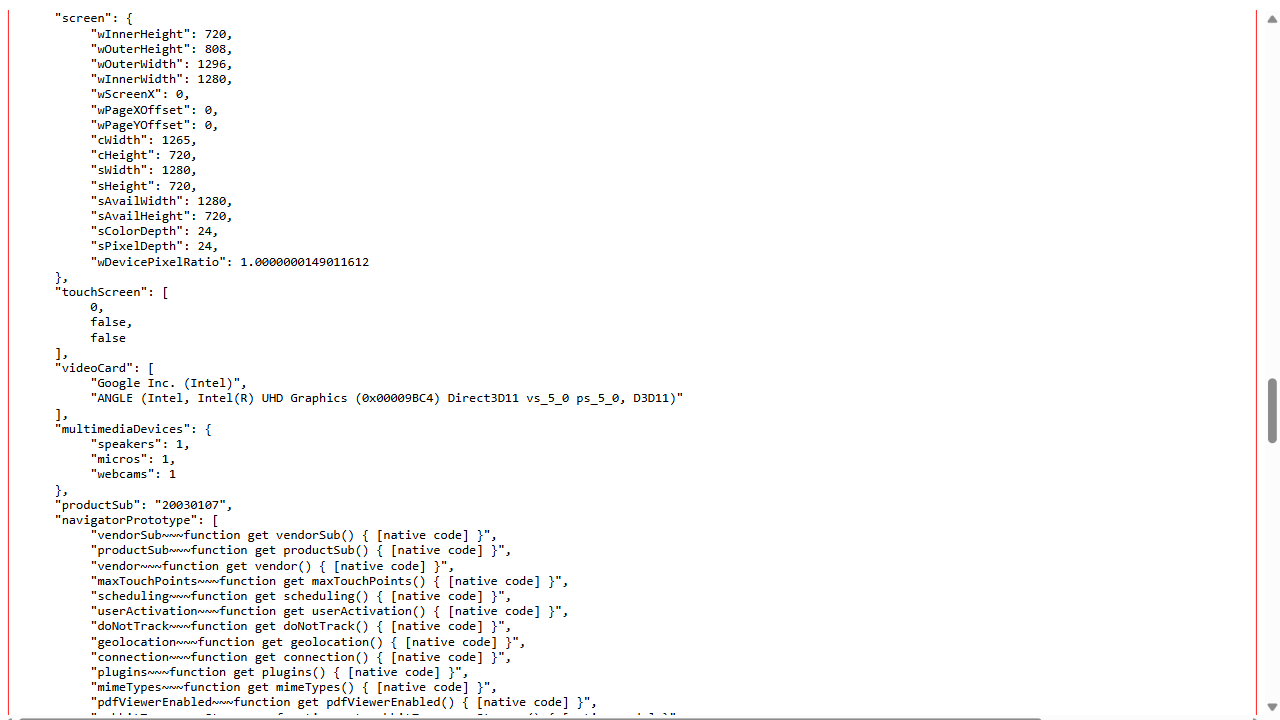 "screen": {
"wInnerHeight": 720,
"wOuterHeight": 808,
"wOuterWidth": 1296,
"wInnerWidth": 1280,
"wScreenX": 0,
"wPageXOffset": 0,
"wPageYOffset": 0,
"cWidth": 1265,
"cHeight": 720,
"sWidth": 1280,
"sHeight": 720,
"sAvailWidth": 1280,
"sAvailHeight": 720,
"sColorDepth": 24,
"sPixelDepth": 24,
"wDevicePixelRatio": 1.0000000149011612
},
"touchScreen": [
0,
false,
false
],
"videoCard": [
"Google Inc. (Intel)",
"ANGLE (Intel, Intel(R) UHD Graphics (0x00009BC4) Direct3D11 vs_5_0 ps_5_0, D3D11)"
],
"multimediaDevices": {
"speakers": 1,
"micros": 1,
"webcams": 1
},
"productSub": "20030107",
"navigatorPrototype": [
"vendorSub~~~function get vendorSub() { [native code] }",
"productSub~~~function get productSub() { [native code] }",
"vendor~~~function get vendor() { [native code] }",
"maxTouchPoints~~~function get maxTouchPoints() { [native code] }",
"scheduling~~~function get scheduling() { [native code] }",
"userActivation~~~function get userActivation() { [native code] }",
"doNotTrack~~~function get doNotTrack() { [native code] }",
"geolocation~~~function get geolocation() { [native code] }",
"connection~~~function get connection() { [native code] }",
"plugins~~~function get plugins() { [native code] }",
"mimeTypes~~~function get mimeTypes() { [native code] }",
"pdfViewerEnabled~~~function get pdfViewerEnabled() { [native code] }",